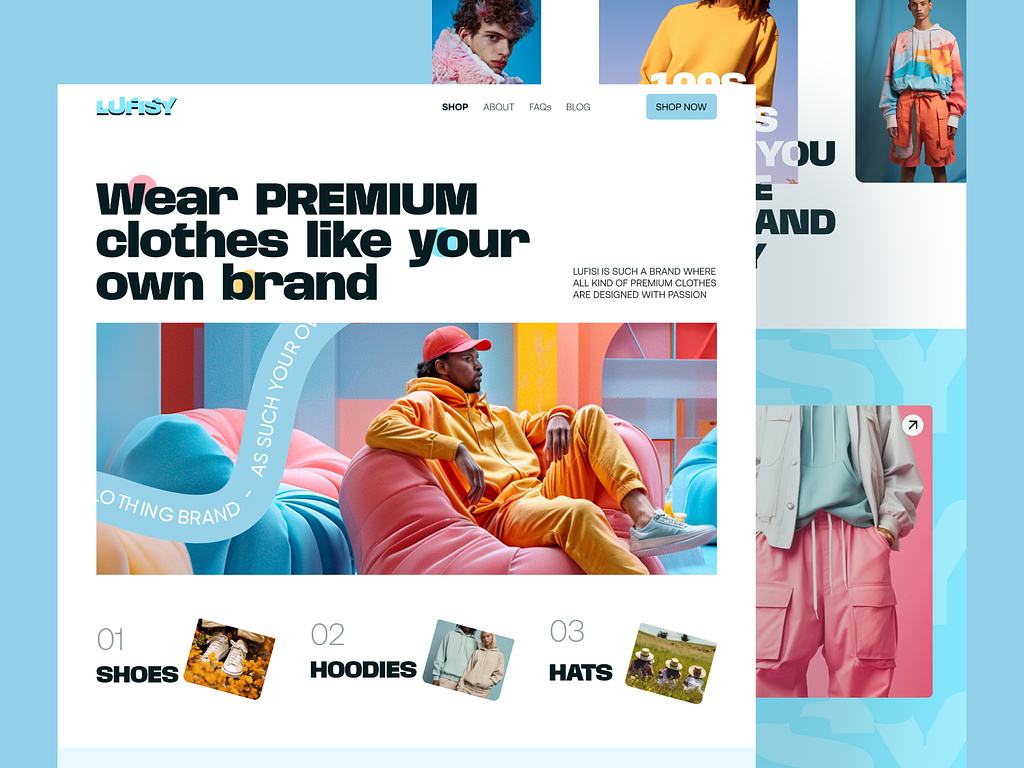 LUFISY
SHOP ABOUT FAQs BLOG
SHOP NOW
Wear PREMIUM
clothes like your
own brand
LUFISI IS SUCH A BRAND WHERE
ALL KIND OF PREMIUM CLOTHES
ARE DESIGNED WITH PASSION
LOTHING BRAND - AS SUCH YOUR
01
SHOES
02
HOODIES
03
HATS
100S
S
YOU
E
AND
Y